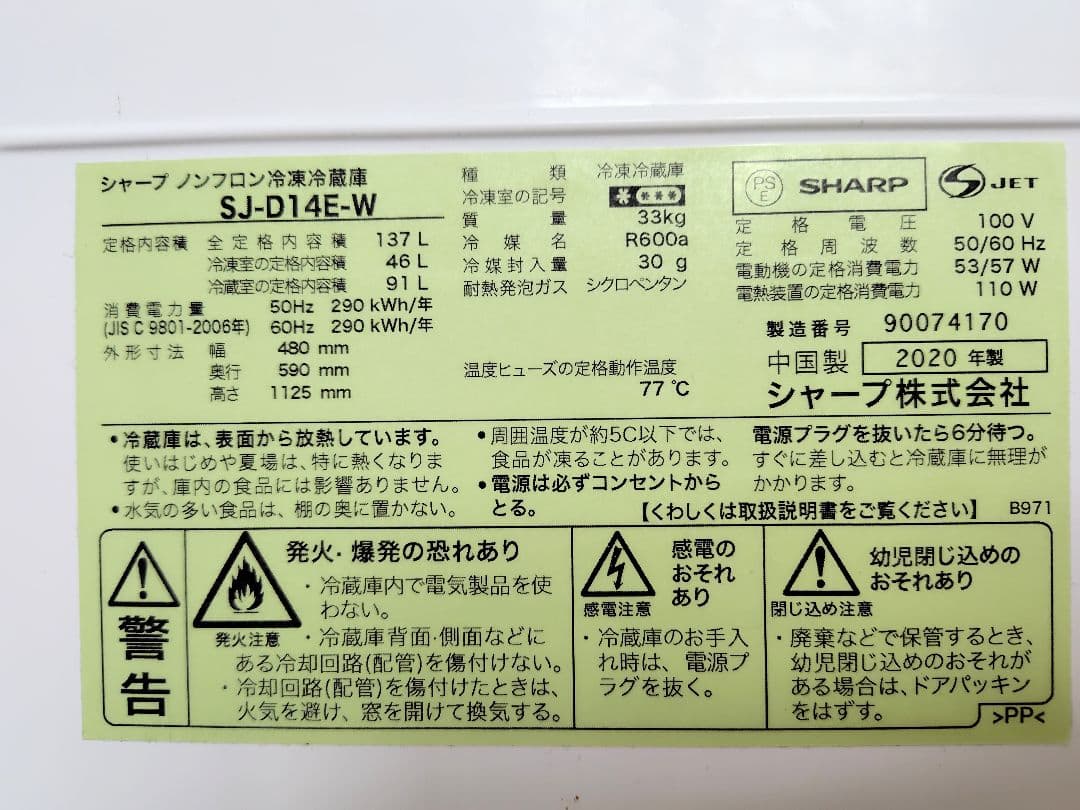 シャープ ノンフロン冷凍冷蔵庫
SJ-D14E-W
定格内容積 全定格内容積 137 L
冷凍室の定格内容積 46 L
冷蔵室の定格内容積 91 L
消費電力量 50Hz 290 kWh/年
(JIS C 9801-2006年) 60Hz 290 kWh/年
外形寸法 幅 480 mm
奥行 590 mm
高さ 1125 mm
種類 冷凍冷蔵庫
冷凍室の記号 * ***
質量 33kg
冷媒名 R600a
冷媒封入量 30 g
耐熱発泡ガス シクロペンタン
温度ヒューズの定格動作温度
77 ℃
PS E SHARP S JET
定格電圧 100 V
定格周波数 50/60 Hz
電動機の定格消費電力 53/57 W
電熱装置の定格消費電力 110 W
製造番号 90074170
中国製 2020 年製
シャープ株式会社
・冷蔵庫は、表面から放熱しています。
使いはじめや夏場は、特に熱くなりま
すが、庫内の食品には影響ありません。
・水気の多い食品は、棚の奥に置かない。
・周囲温度が約5C以下では、
食品が凍ることがあります。
・電源は必ずコンセントから
とる。
電源プラグを抜いたら6分待つ。
すぐに差し込むと冷蔵庫に無理が
かかります。
【くわしくは取扱説明書をご覧ください】 B971
警告
発火注意
発火・爆発の恐れあり
・冷蔵庫内で電気製品を使
わない。
・冷蔵庫背面・側面などに
ある冷却回路(配管)を傷付けない。
・冷却回路(配管)を傷付けたときは、
火気を避け、窓を開けて換気する。
感電注意
感電の
おそれ
あり
・冷蔵庫のお手入
れ時は、電源プ
ラグを抜く。
閉じ込め注意
幼児閉じ込めの
おそれあり
・廃棄などで保管するとき、
幼児閉じ込めのおそれが
ある場合は、ドアパッキン
をはずす。
>PP<